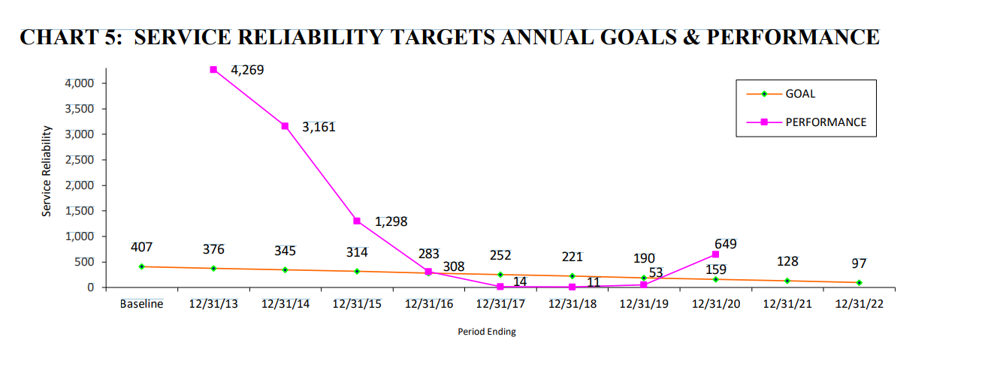 CHART 5:  SERVICE RELIABILITY TARGETS ANNUAL GOALS & PERFORMANCE
4,269
4,000
GOAL
3,500
PERFORMANCE
3,161
3,000
2,500
Service Reliability
2,000
1,500
1,298
1,000
407 376 345 314 283 252 221 190 649 128 97
500
308 14 11 53 159
0
Baseline 12/31/13 12/31/14 12/31/15 12/31/16 12/31/17 12/31/18 12/31/19 12/31/20 12/31/21 12/31/22
Period Ending